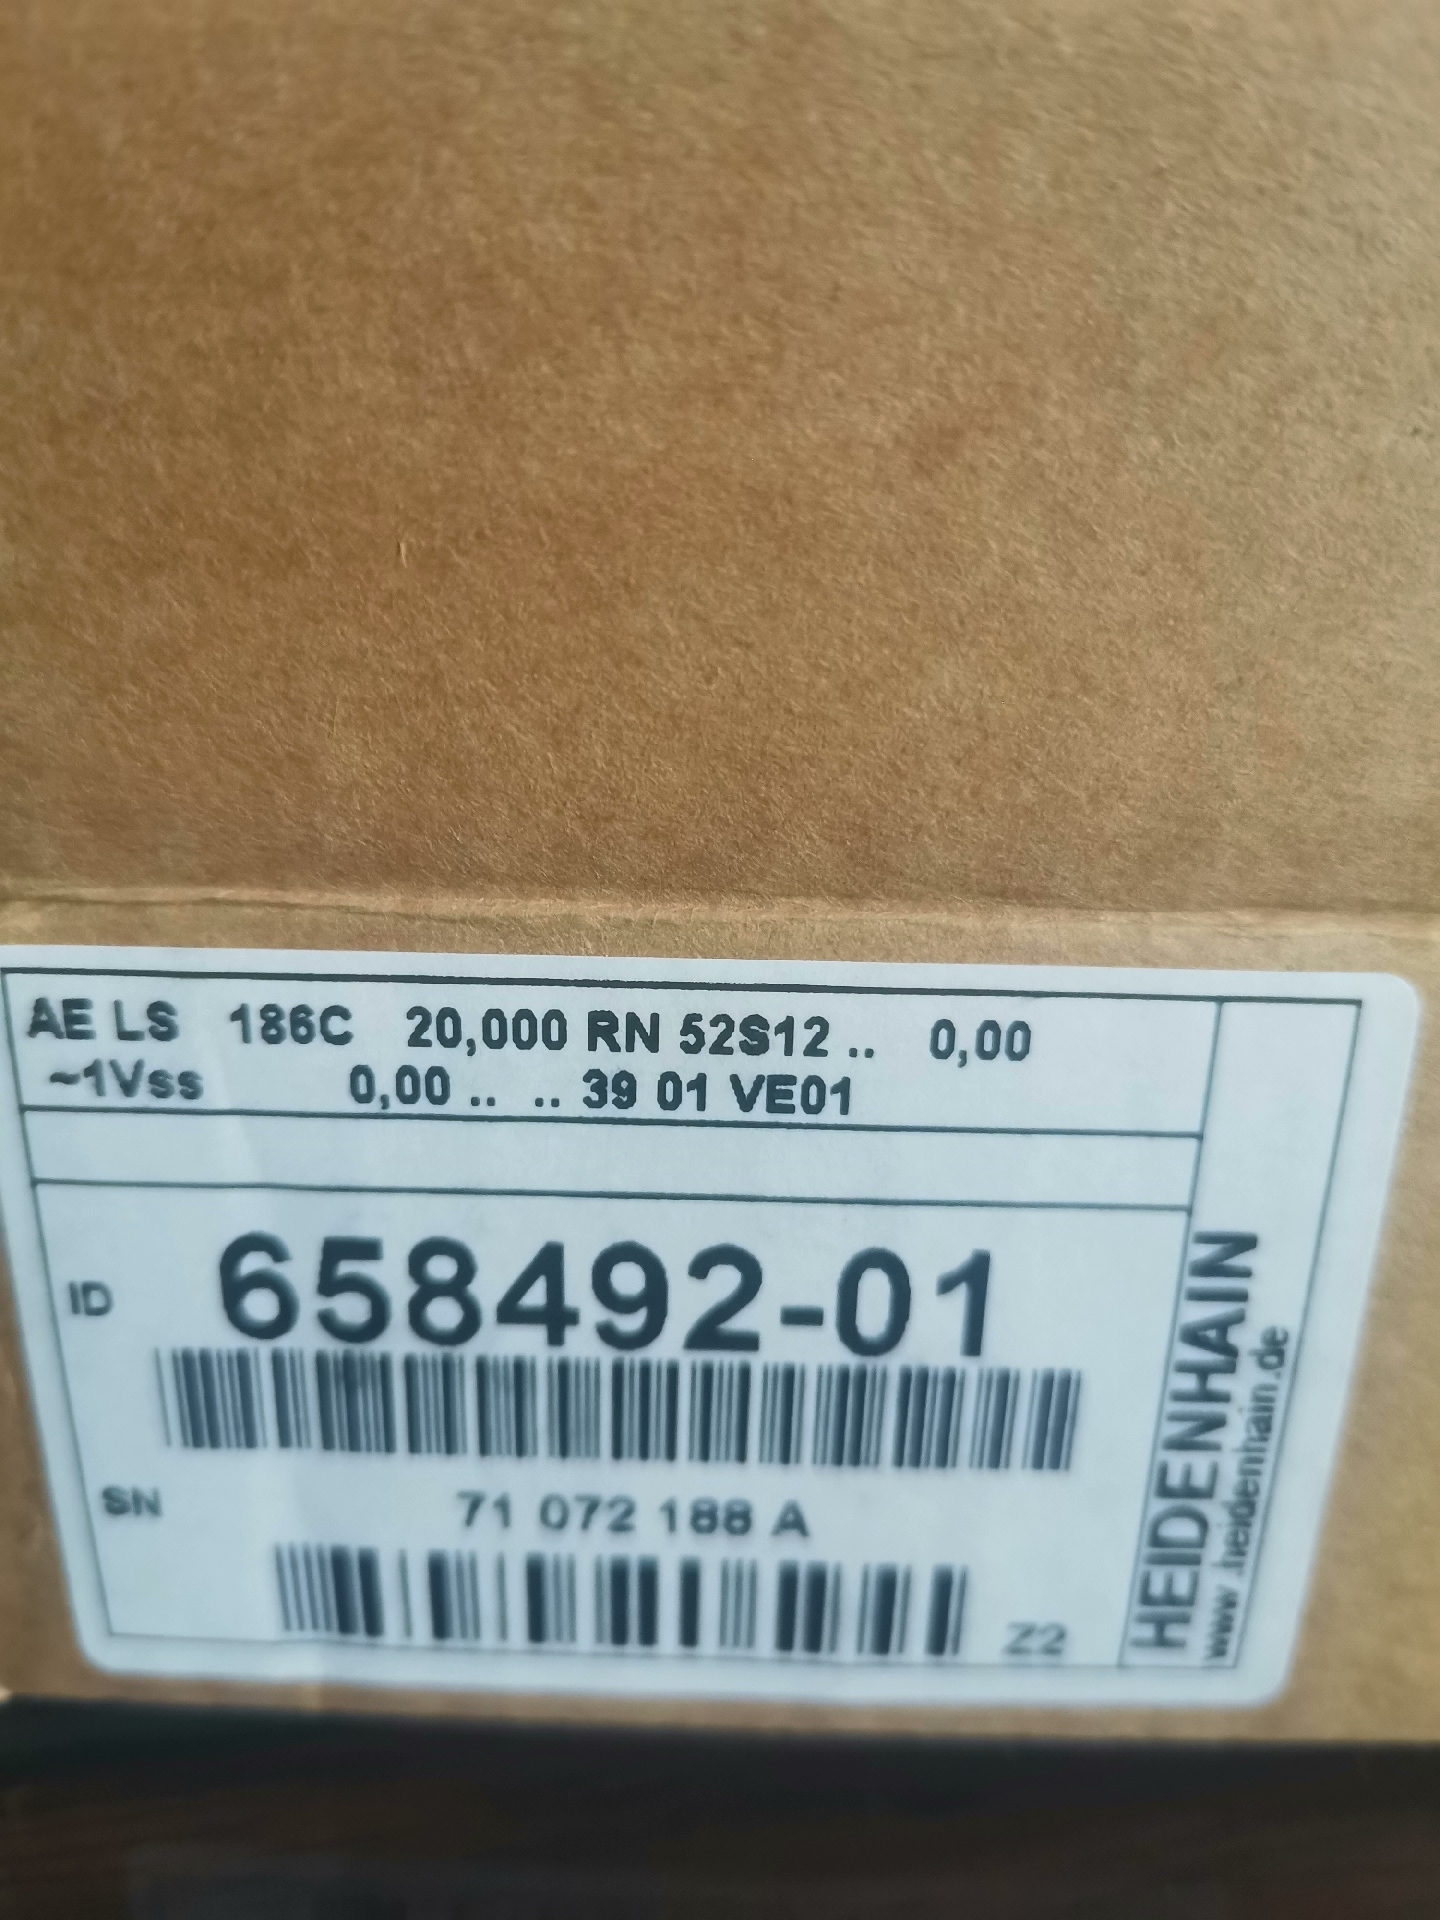 AE LS 186C 20,000 RN 52S12 .. 0,00
~1Vss 0,00 .. .. 39 01 VE01
ID 658492-01
SN 71 072 188 A
Z2
HEIDENHAIN
www.heidenhain.de